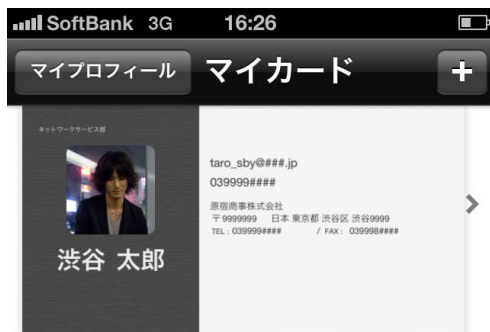 SoftBank 3G 16:26
マイプロフィール マイカード +
ネットワークサービス部
渋谷 太郎
taro_sby@###.jp
039999####
原宿商事株式会社
〒9999999 日本 東京都 渋谷区 渋谷9999
TEL : 039999#### / FAX : 039998####